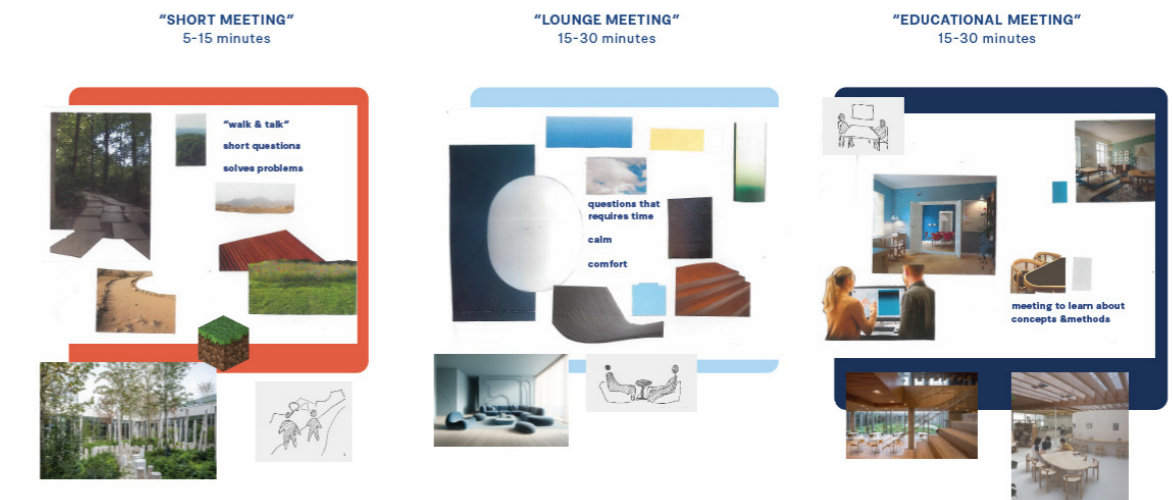 "SHORT MEETING"
5-15 minutes
"walk & talk"
short questions
solves problems
"LOUNGE MEETING"
15-30 minutes
questions that
requires time
calm
comfort
"EDUCATIONAL MEETING"
15-30 minutes
meeting to learn about
concepts &methods